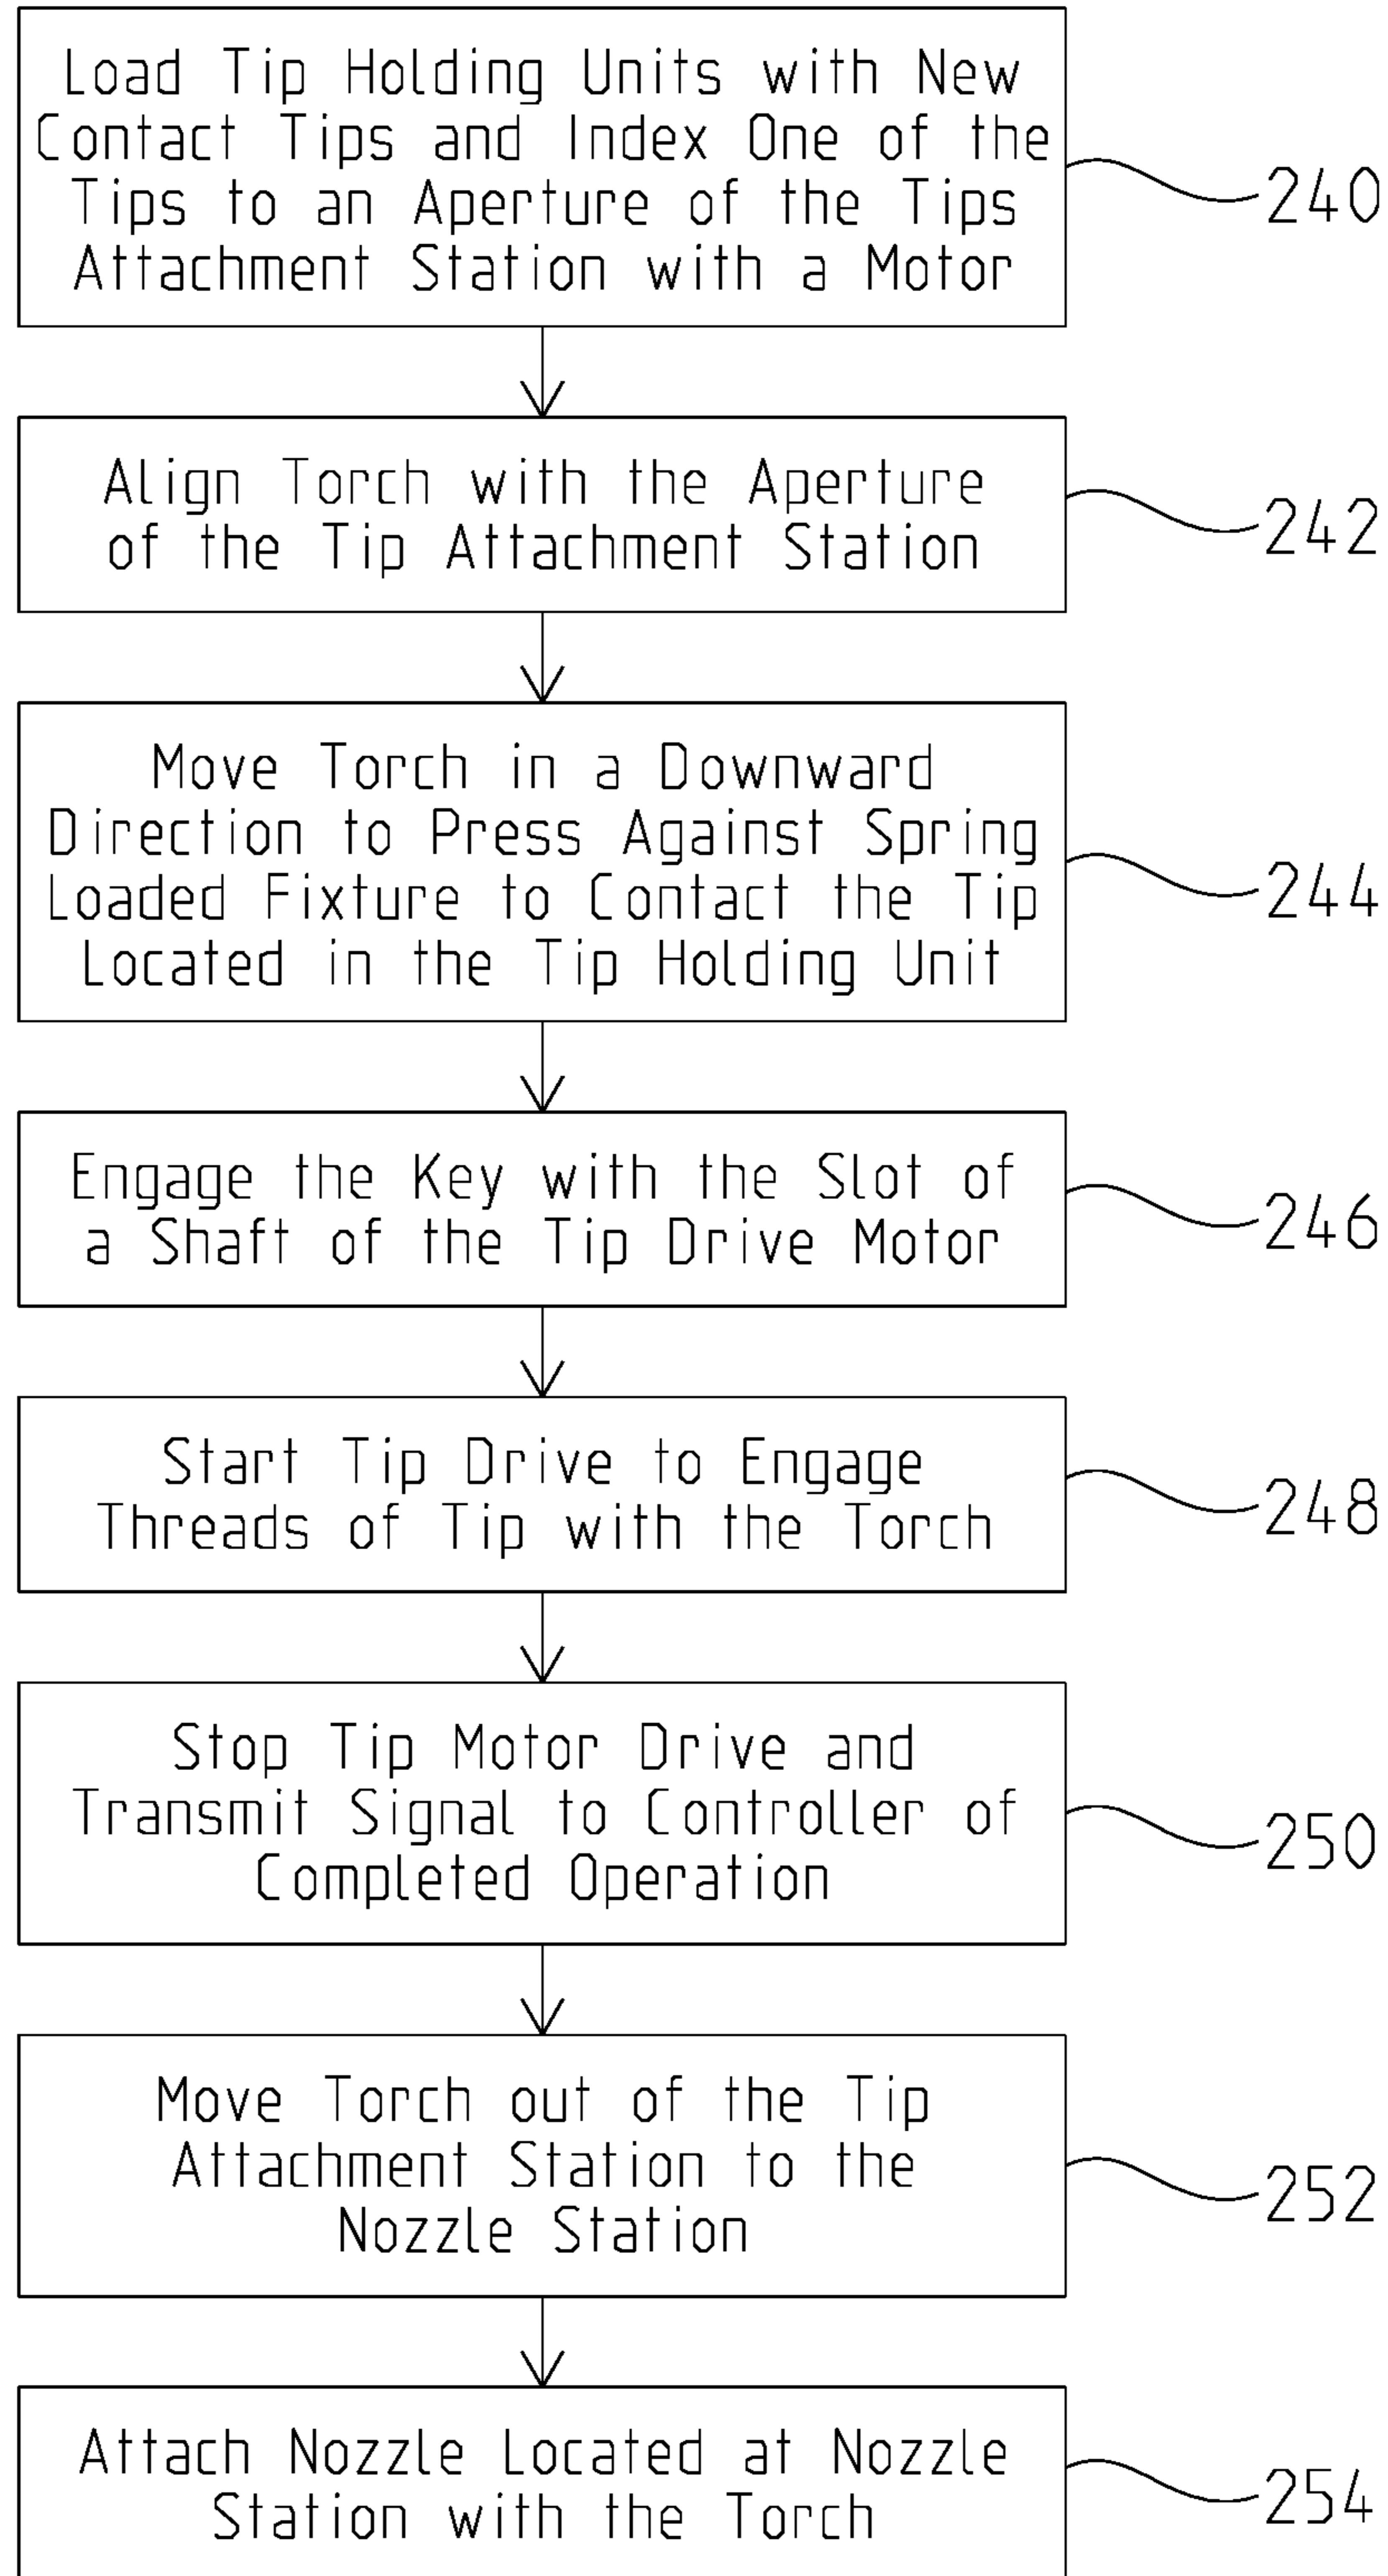 Load Tip Holding Units with New
Contact Tips and Index One of the
Tips to an Aperture of the Tips
Attachment Station with a Motor
240
Align Torch with the Aperture
of the Tip Attachment Station
242
Move Torch in a Downward
Direction to Press Against Spring
Loaded Fixture to Contact the Tip
Located in the Tip Holding Unit
244
Engage the Key with the Slot of
a Shaft of the Tip Drive Motor
246
Start Tip Drive to Engage
Threads of Tip with the Torch
248
Stop Tip Motor Drive and
Transmit Signal to Controller of
Completed Operation
250
Move Torch out of the Tip
Attachment Station to the
Nozzle Station
252
Attach Nozzle Located at Nozzle
Station with the Torch
254